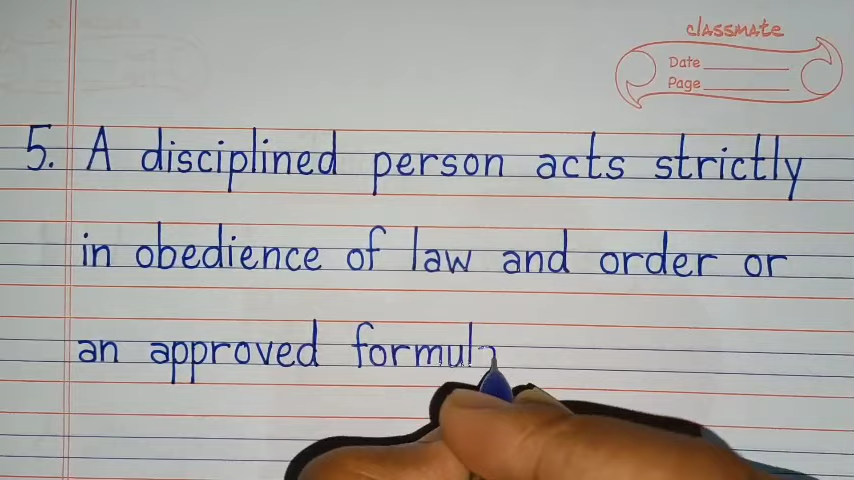 classmate
Date
Page
5. A disciplined person acts strictly
in obedience of law and order or
an approved